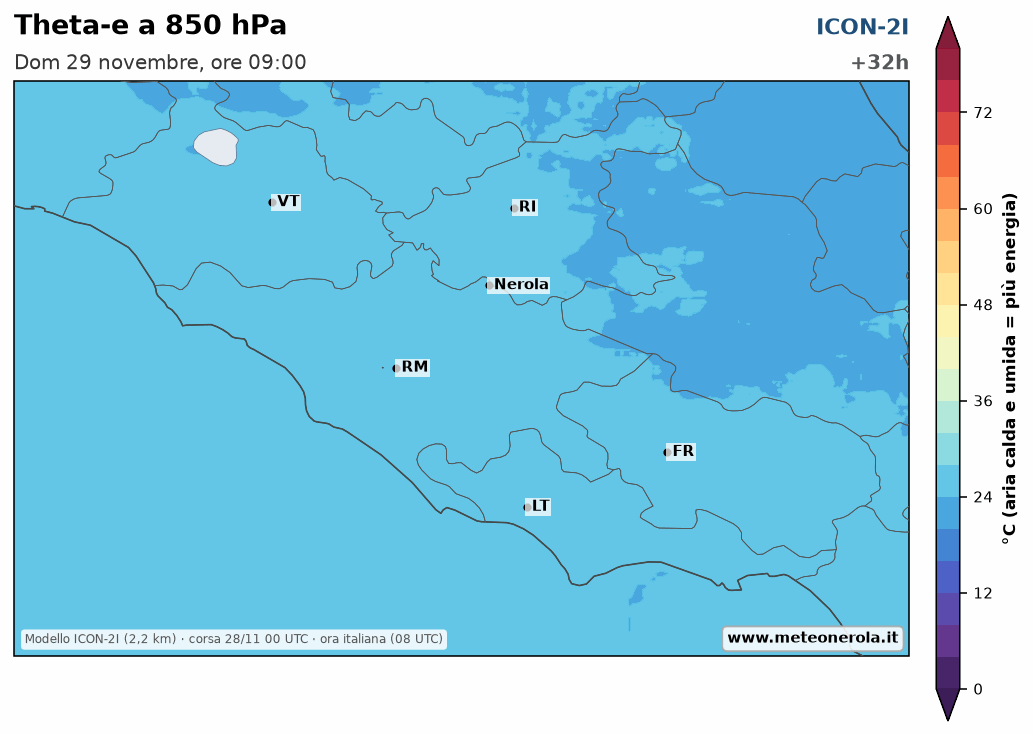 Theta-e a 850 hPa
ICON-2I
Dom 29 novembre, ore 09:00
+32h
VT
RI
Nerola
RM
FR
LT
Modello ICON-2I (2,2 km) · corsa 28/11 00 UTC · ora italiana (08 UTC)
www.meteonerola.it
72
60
48
36
24
12
0
°C (aria calda e umida = più energia)